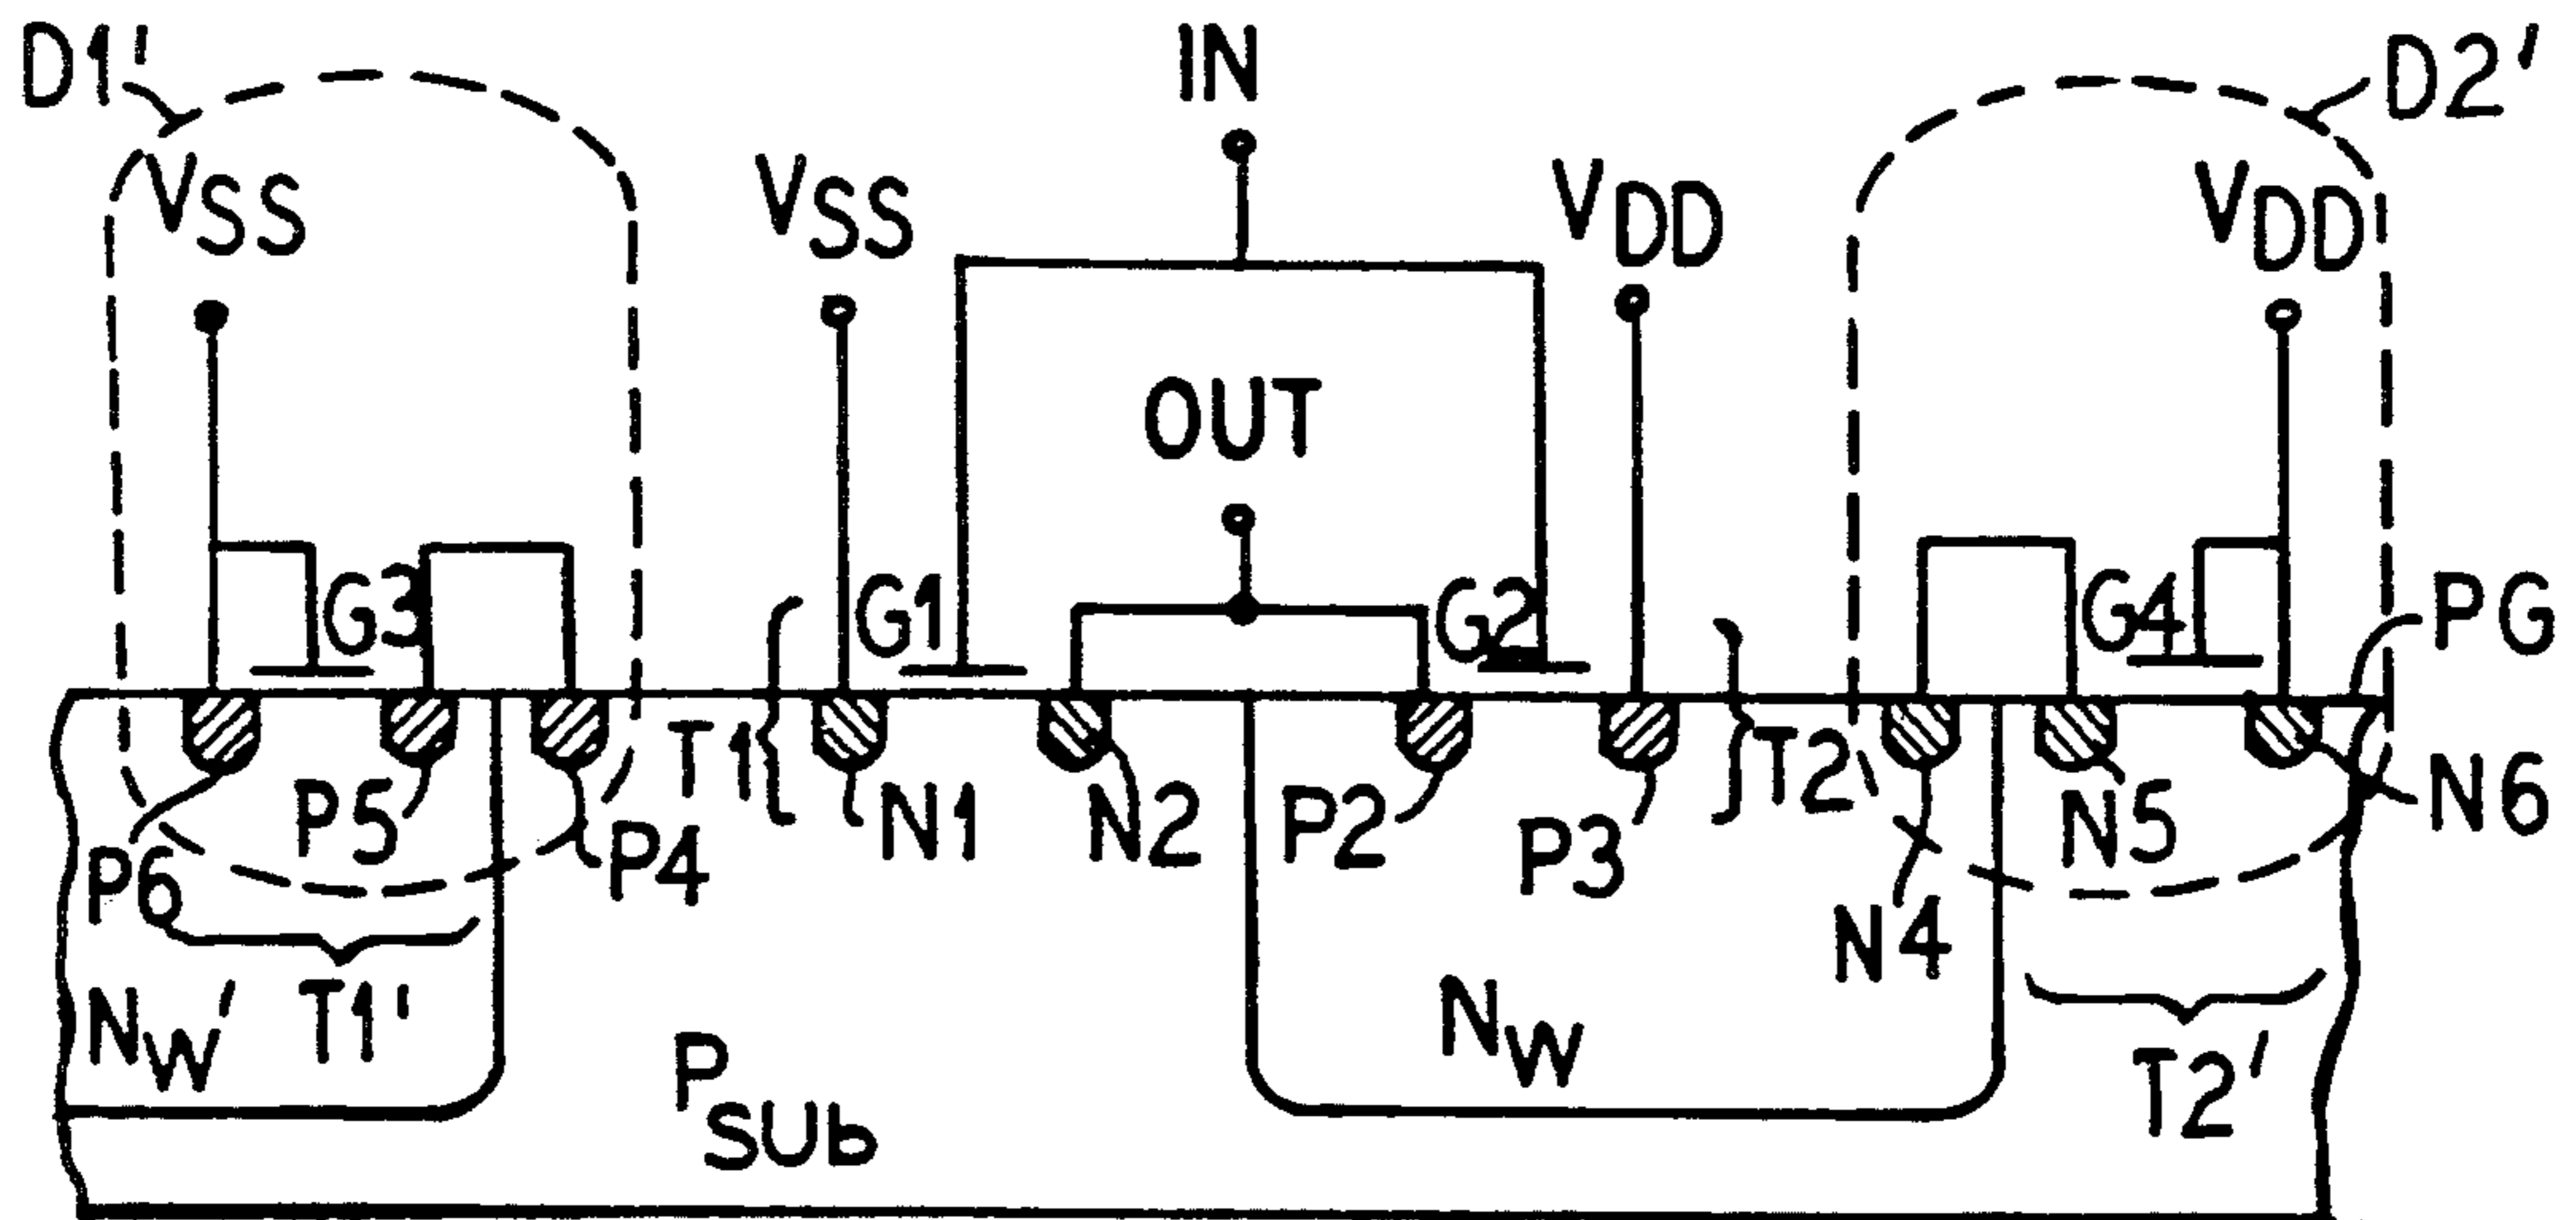 D1'
IN
D2'
VSS
VSS
VDD
VDD
OUT
G3
G1
G2
G4
PG
T1
T2
P6
P5
P4
N1
N2
P2
P3
N4
N5
N6
NW'
T1'
PSUb
NW
T2'